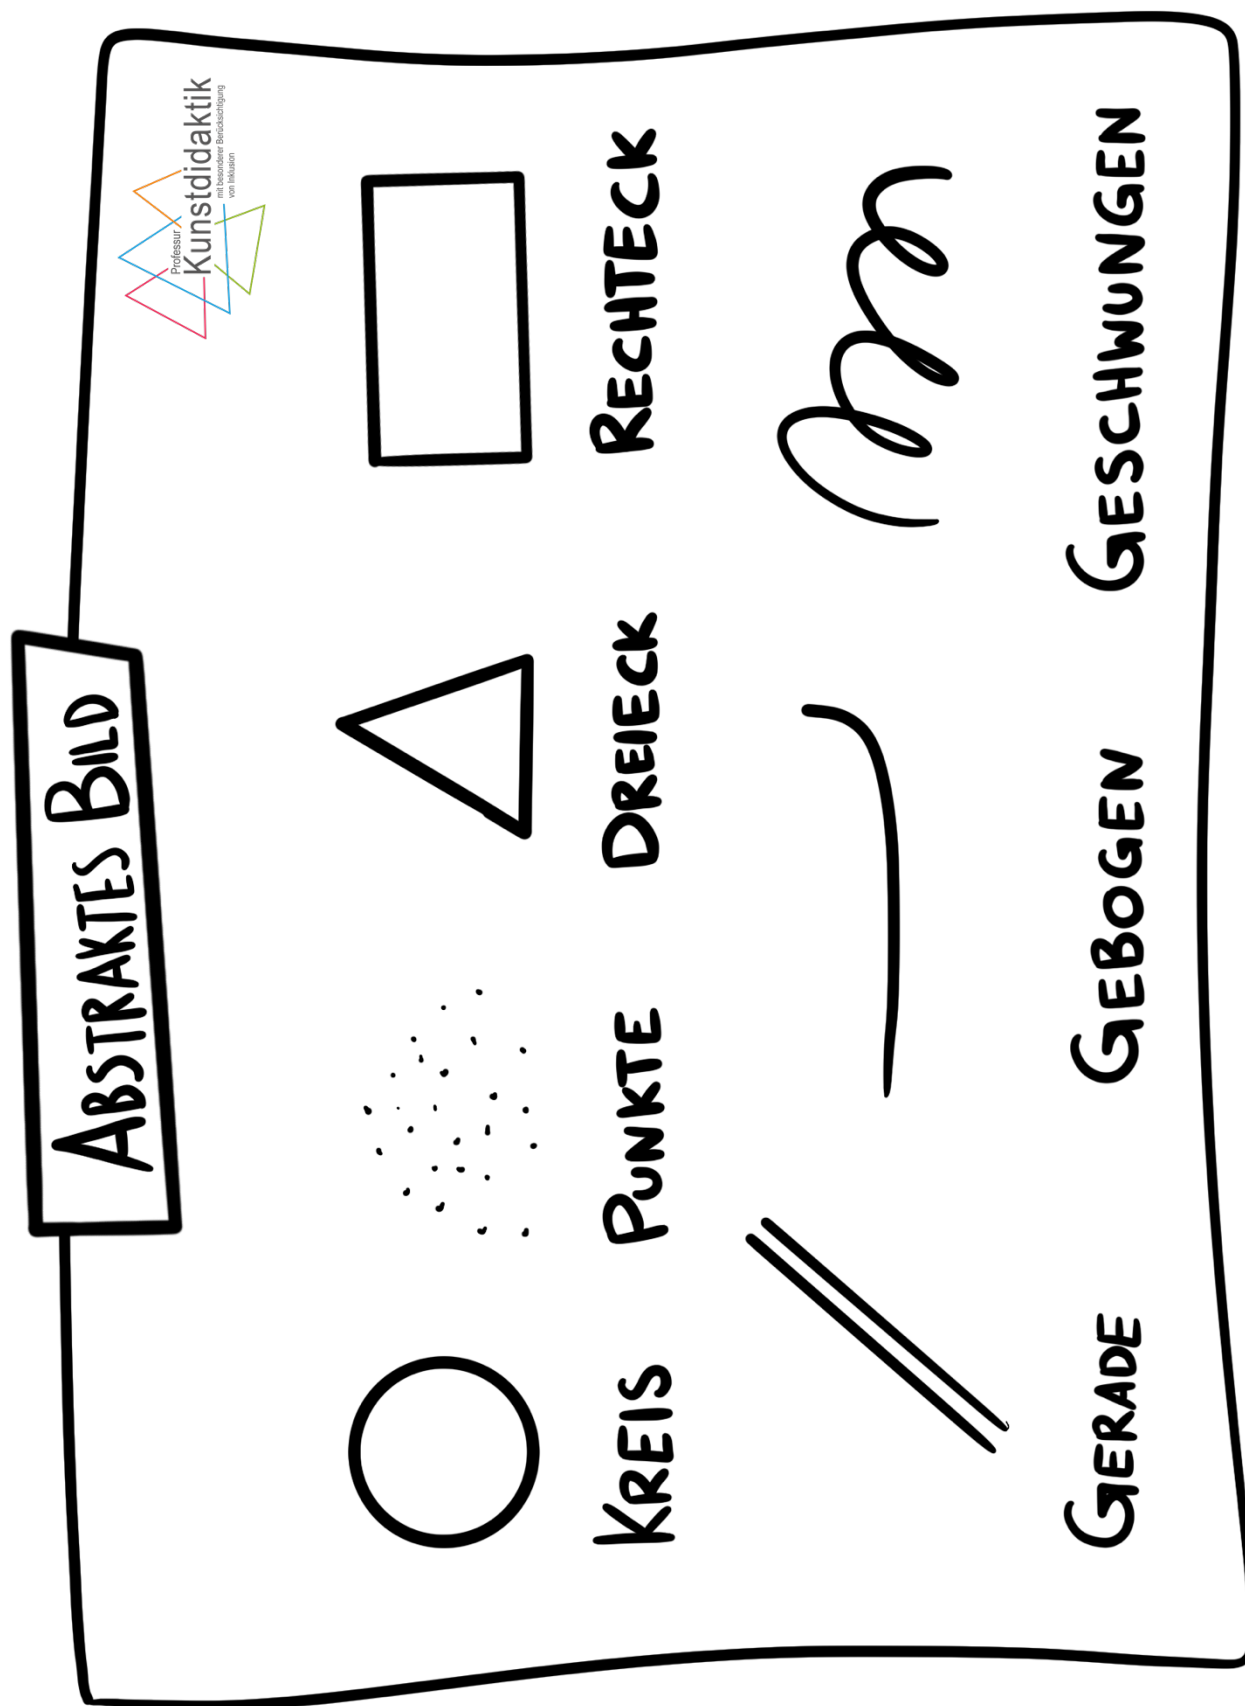 ABSTRAKTES BILD
Professur
Kunstdidaktik
mit besonderer Berücksichtigung
von Inklusion
KREIS
PUNKTE
DREIECK
RECHTECK
GERADE
GEBOGEN
GESCHWUNGEN